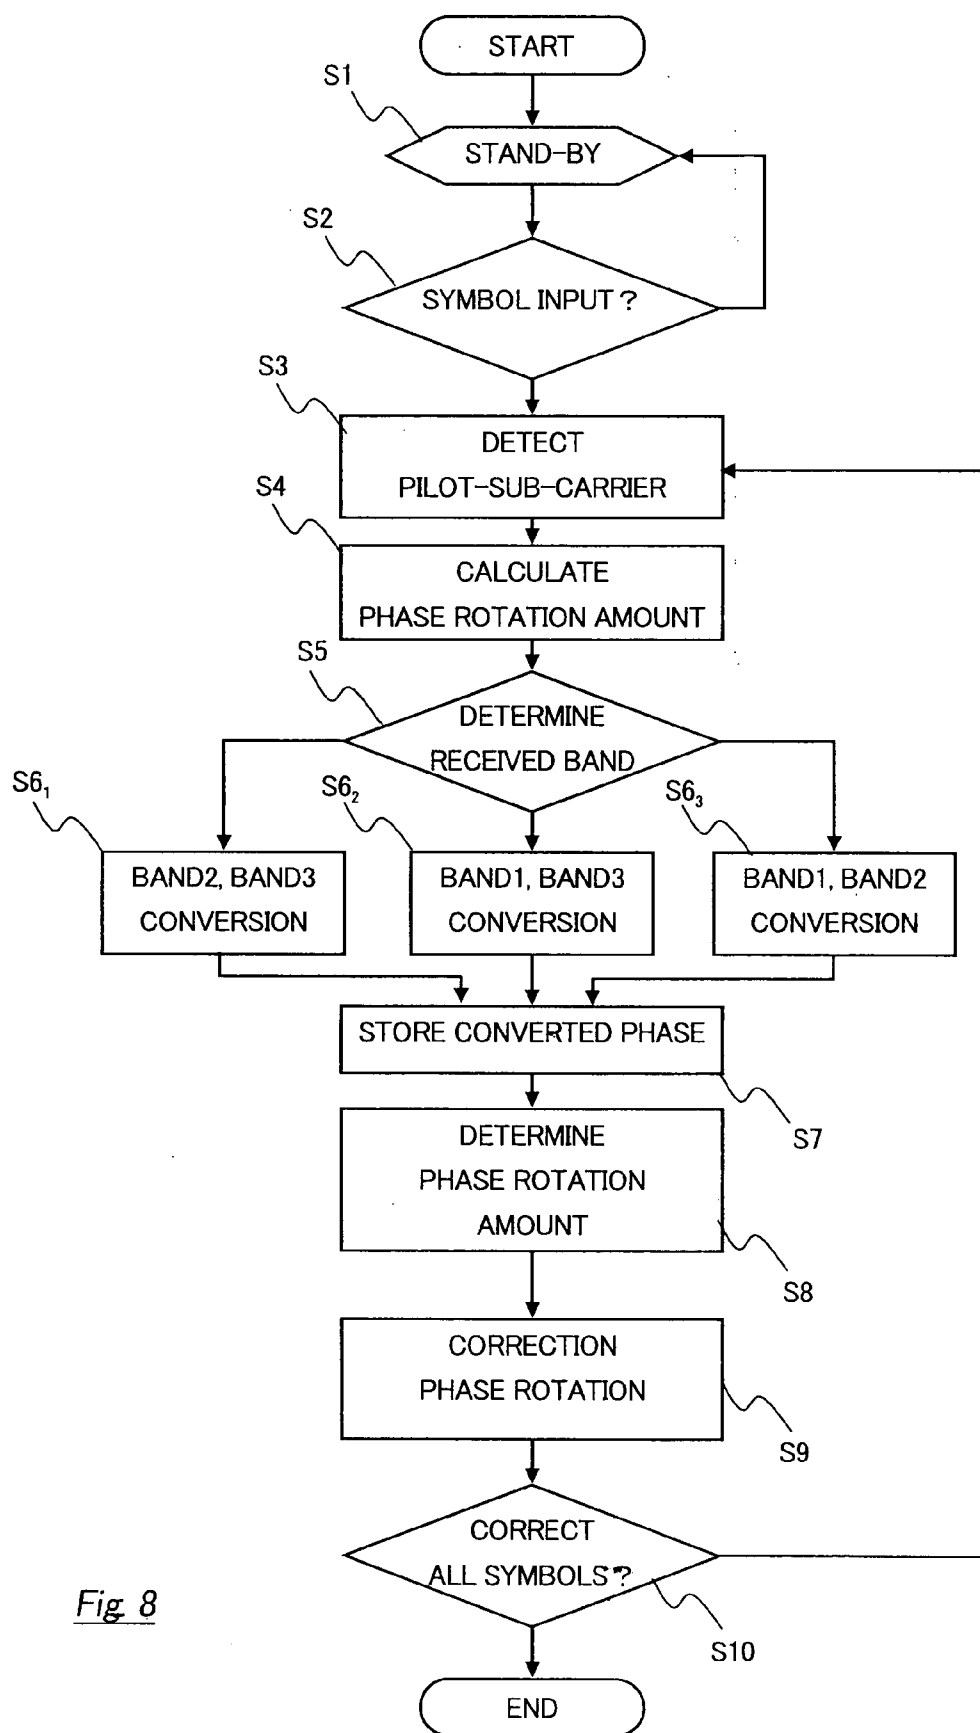 START
S1
STAND-BY
S2
SYMBOL INPUT ?
S3
DETECT
PILOT-SUB-CARRIER
S4
CALCULATE
PHASE ROTATION AMOUNT
S5
DETERMINE
RECEIVED BAND
S6₁
S6₂
S6₃
BAND2, BAND3
CONVERSION
BAND1, BAND3
CONVERSION
BAND1, BAND2
CONVERSION
STORE CONVERTED PHASE
S7
DETERMINE
PHASE ROTATION
AMOUNT
S8
CORRECTION
PHASE ROTATION
S9
CORRECT
ALL SYMBOLS ?
S10
END
Fig 8